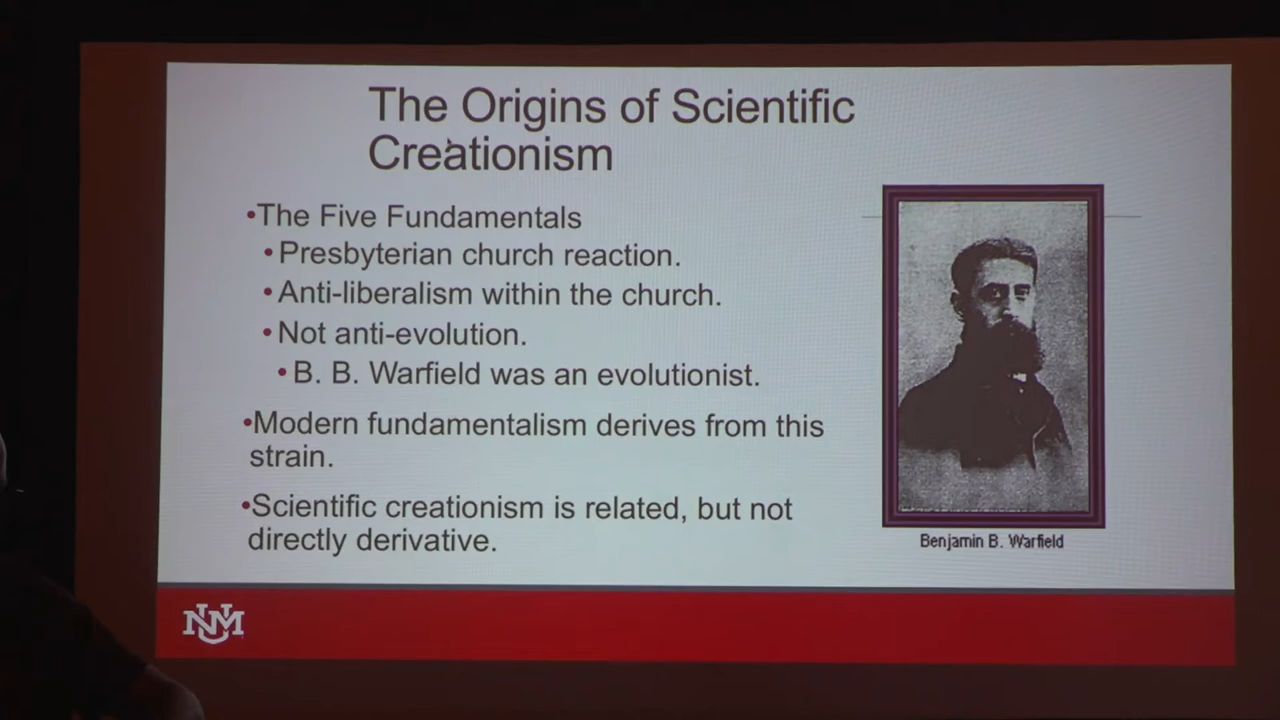 The Origins of Scientific
Creationism
•The Five Fundamentals
•Presbyterian church reaction.
•Anti-liberalism within the church.
•Not anti-evolution.
•B. B. Warfield was an evolutionist.
•Modern fundamentalism derives from this
strain.
•Scientific creationism is related, but not
directly derivative.
Benjamin B. Warfield
UNM